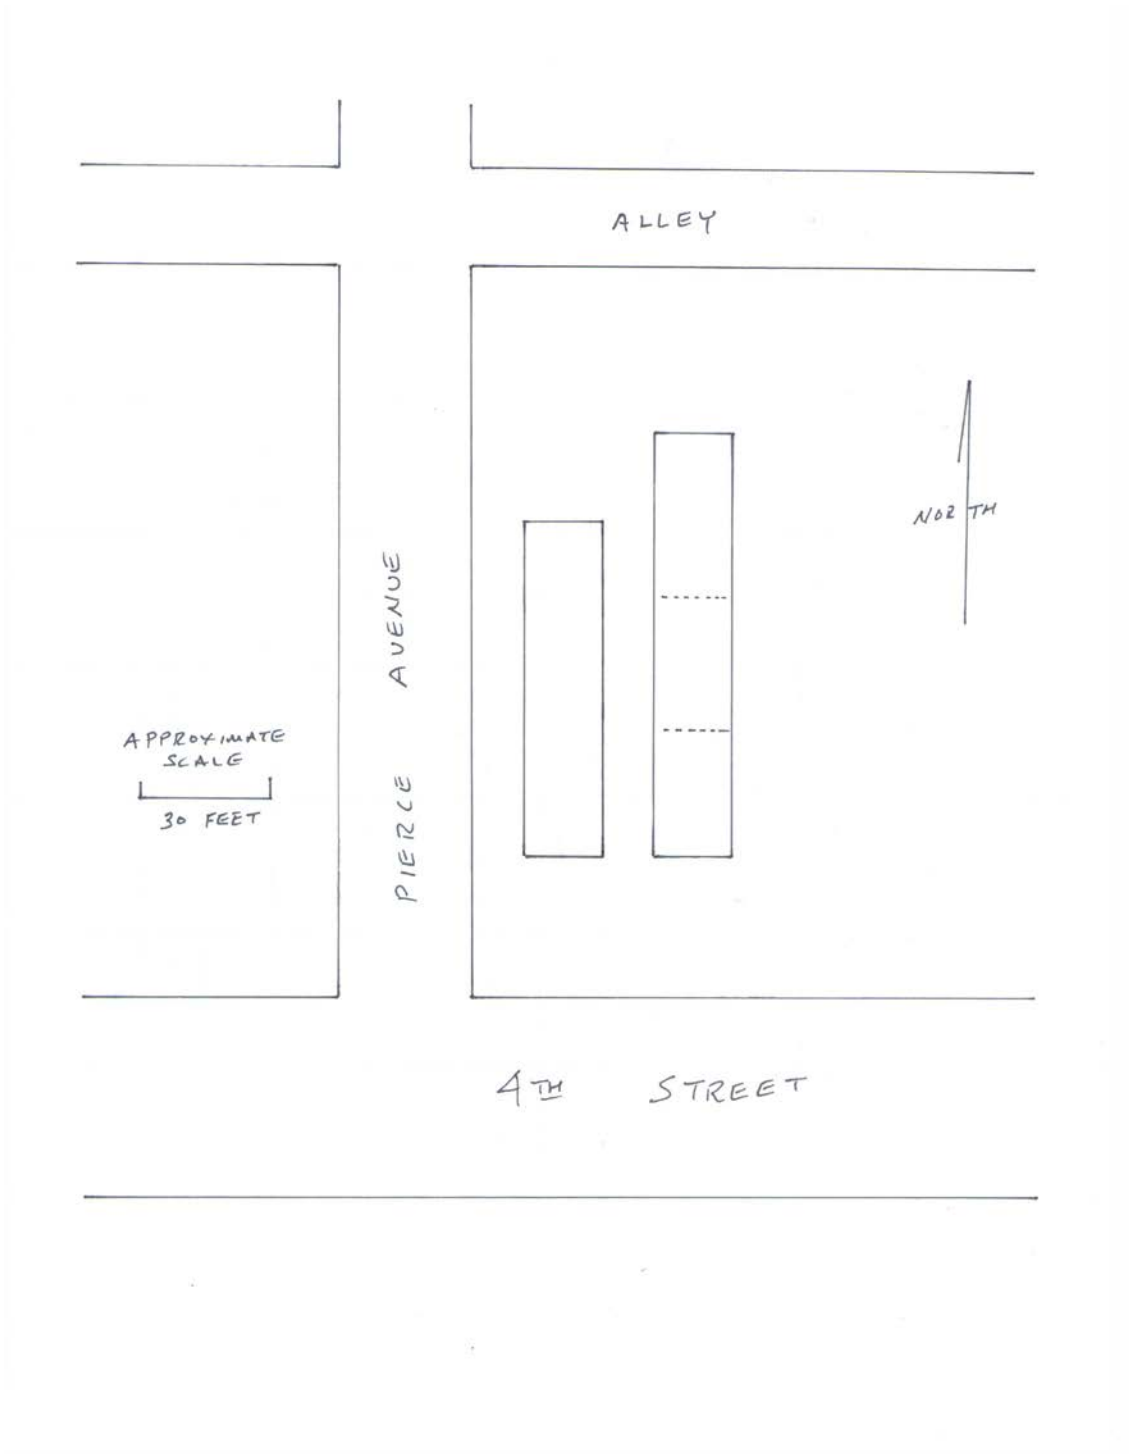 ALLEY
NORTH
PIERCE AVENUE
APPROXIMATE
SCALE
30 FEET
4TH STREET